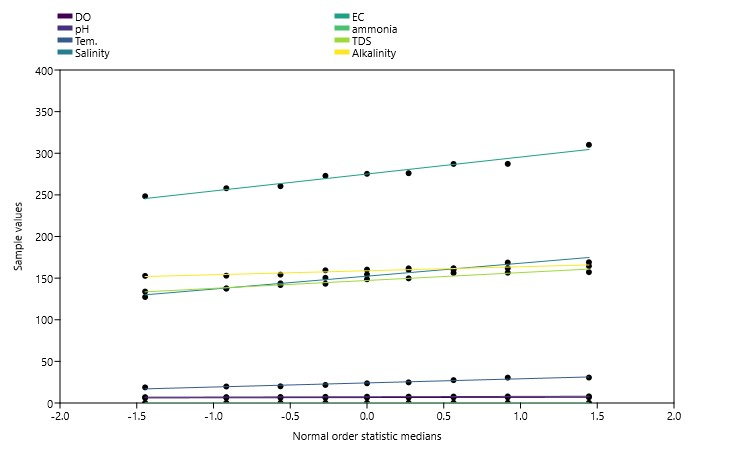 DO
pH
Tem.
Salinity
EC
ammonia
TDS
Alkalinity
400
350
300
250
200
150
100
50
0
Sample values
-2.0 -1.5 -1.0 -0.5 0.0 0.5 1.0 1.5 2.0
Normal order statistic medians